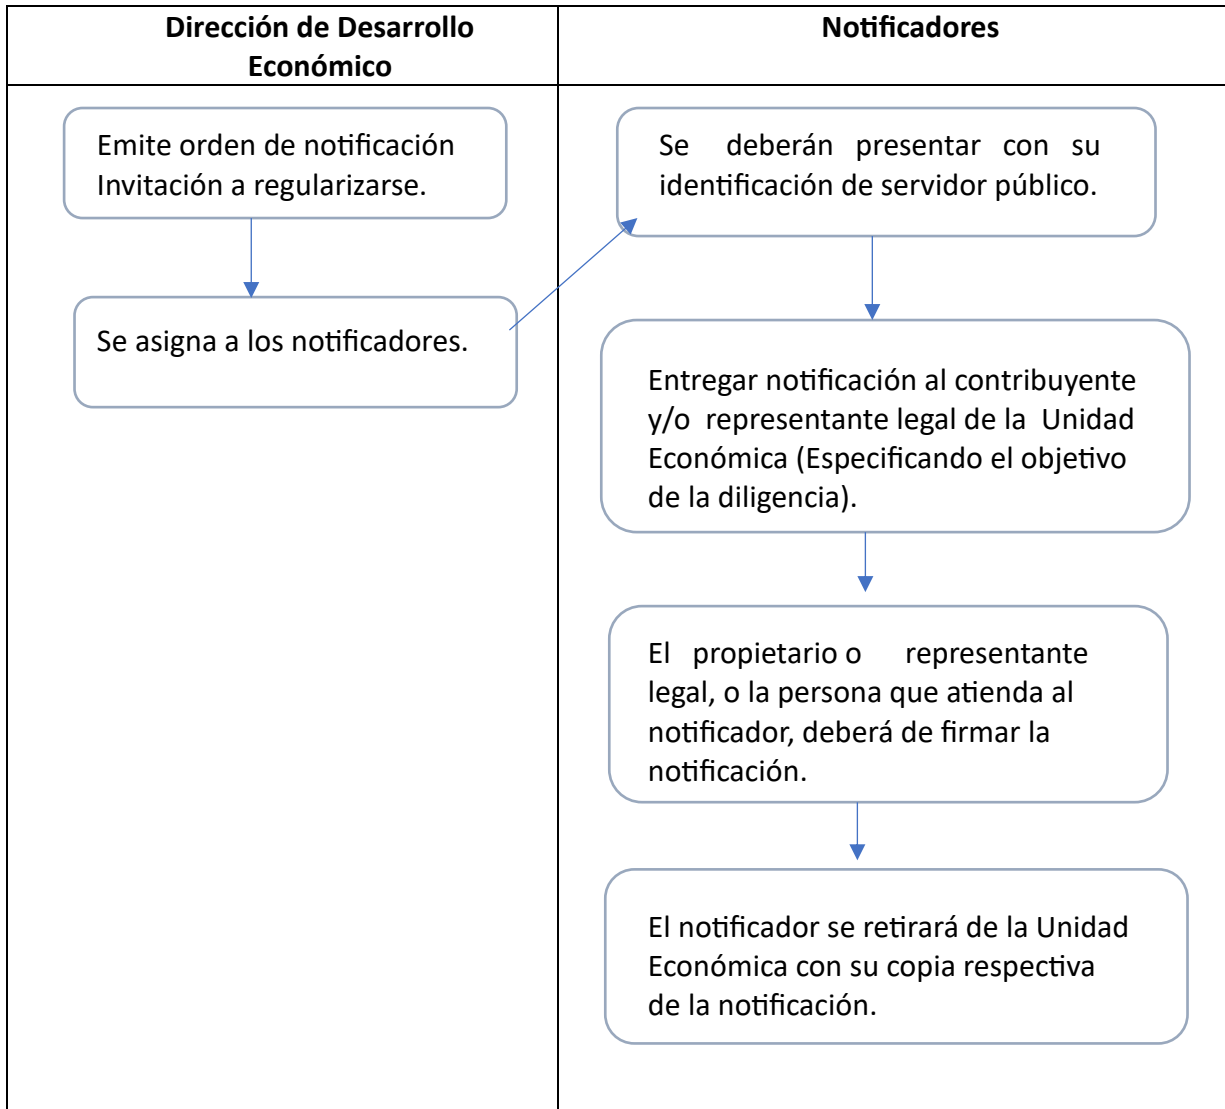 Dirección de Desarrollo
Económico
Notificadores
Emite orden de notificación
Invitación a regularizarse.
Se asigna a los notificadores.
Se deberán presentar con su
identificación de servidor público.
Entregar notificación al contribuyente
y/o representante legal de la Unidad
Económica (Especificando el objetivo
de la diligencia).
El propietario o representante
legal, o la persona que atienda al
notificador, deberá de firmar la
notificación.
El notificador se retirará de la Unidad
Económica con su copia respectiva
de la notificación.